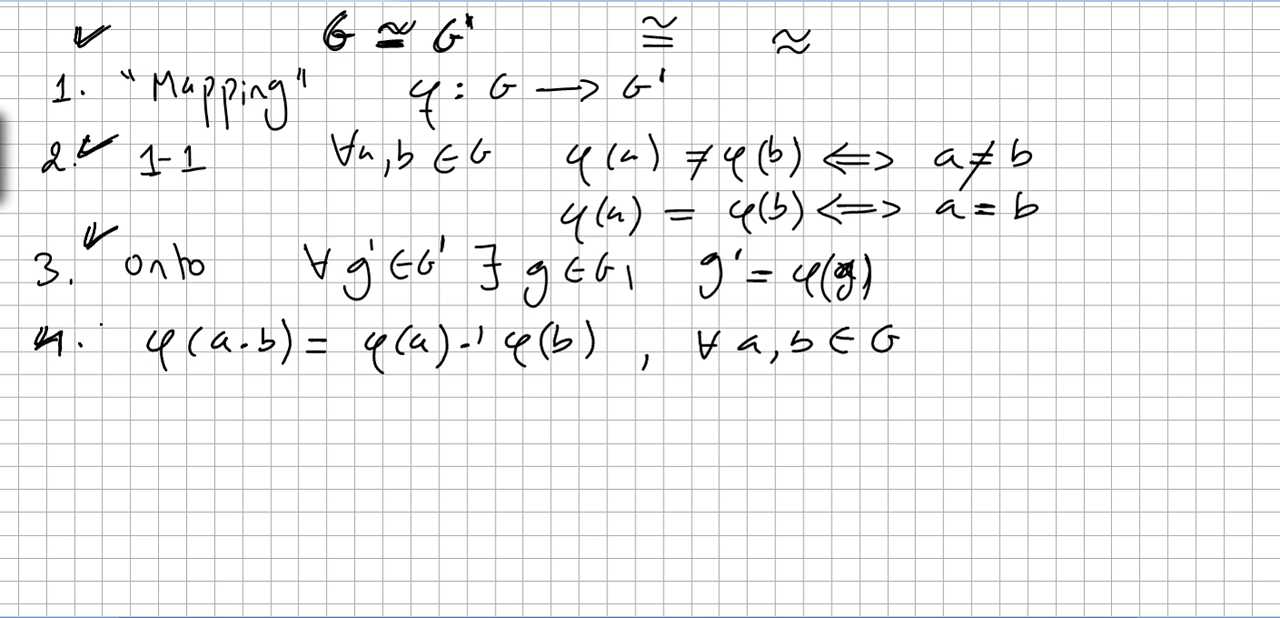 ✓ G ≅ G' ≅ ≈
1. "Mapping" φ : G → G'
2. ✓ 1-1 ∀a,b ∈ G φ(a) ≠ φ(b) ⟺ a ≠ b
φ(a) = φ(b) ⟺ a = b
✓
3. onto ∀ g' ∈ G' ∃ g ∈ G, g' = φ(g)
4. φ(a·b) = φ(a) ·' φ(b) , ∀ a, b ∈ G